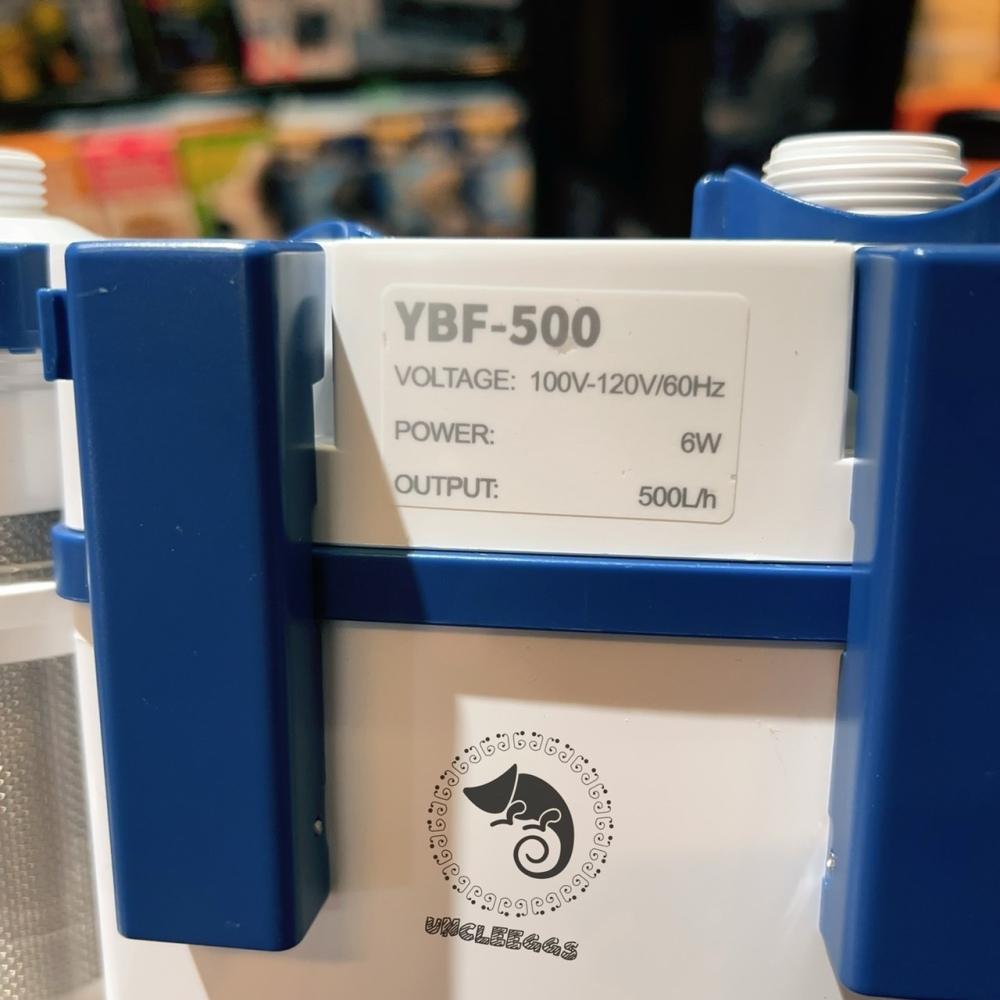 YBF-500
VOLTAGE: 100V-120V/60Hz
POWER: 6W
OUTPUT: 500L/h
UNCLEEGGS